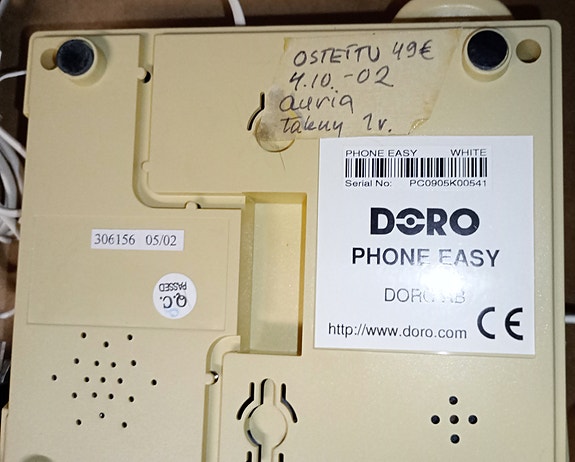 OSTETTU 49€
4.10.-02
auria
Takuu 1v.
PHONE EASY WHITE
Serial No: PC0905K00541
DORO
PHONE EASY
DORO AB
http://www.doro.com CE
306156 05/02
Q.C.
PASSED